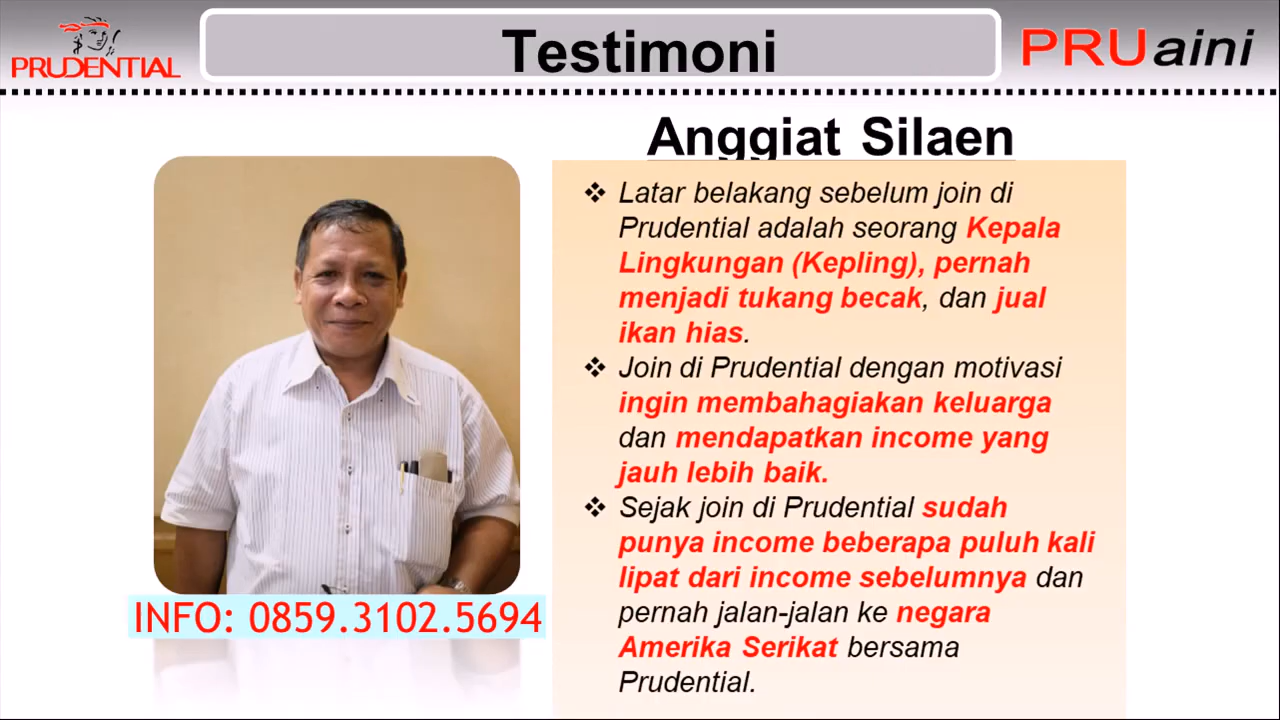 PRUDENTIAL
Testimoni
PRUaini
Anggiat Silaen
❖ Latar belakang sebelum join di
Prudential adalah seorang Kepala
Lingkungan (Kepling), pernah
menjadi tukang becak, dan jual
ikan hias.
❖ Join di Prudential dengan motivasi
ingin membahagiakan keluarga
dan mendapatkan income yang
jauh lebih baik.
❖ Sejak join di Prudential sudah
punya income beberapa puluh kali
lipat dari income sebelumnya dan
pernah jalan-jalan ke negara
Amerika Serikat bersama
Prudential.
INFO: 0859.3102.5694